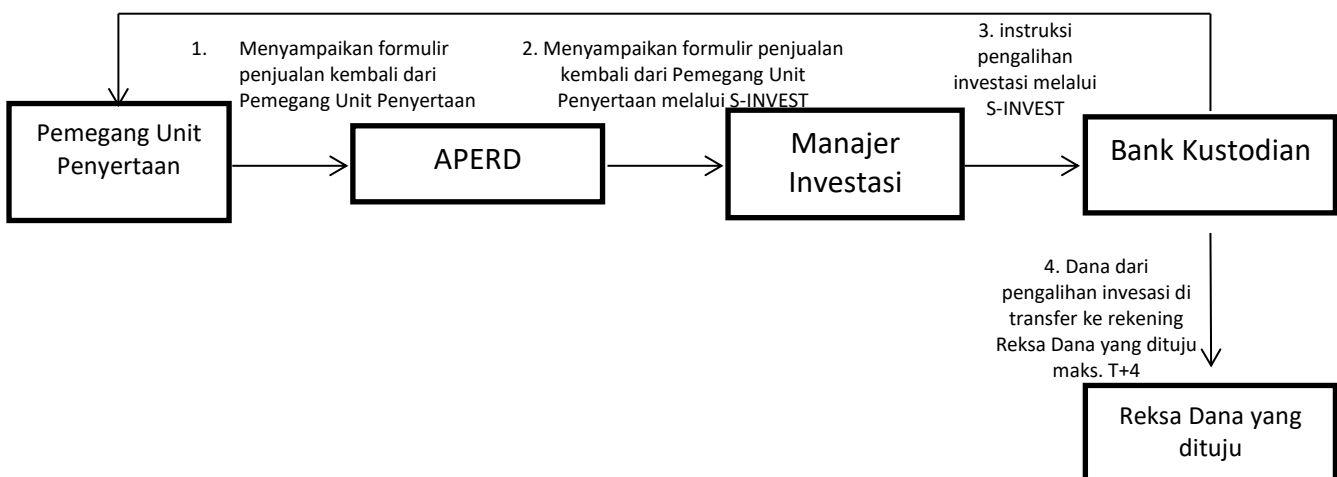 1. Menyampaikan formulir
penjualan kembali dari
Pemegang Unit Penyertaan
2. Menyampaikan formulir penjualan
kembali dari Pemegang Unit
Penyertaan melalui S-INVEST
3. instruksi
pengalihan
investasi melalui
S-INVEST
Pemegang Unit
Penyertaan
APERD
Manajer
Investasi
Bank Kustodian
4. Dana dari
pengalihan invesasi di
transfer ke rekening
Reksa Dana yang dituju
maks. T+4
Reksa Dana yang
dituju